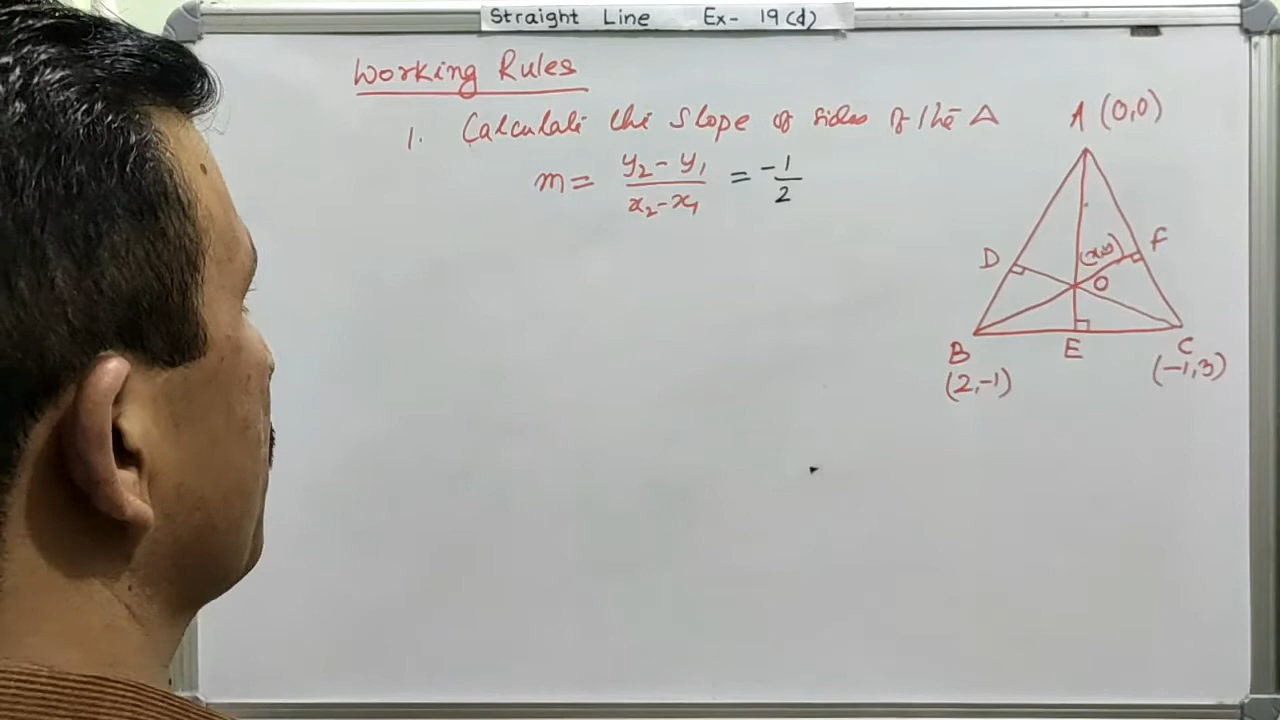 Straight Line Ex- 19(d)
Working Rules
1. Calculate the slope of sides of the Δ
m = y₂ - y₁ / x₂ - x₁ = -1/2
A (0,0)
D
F
O
B
E
C
(2,-1)
(-1,3)